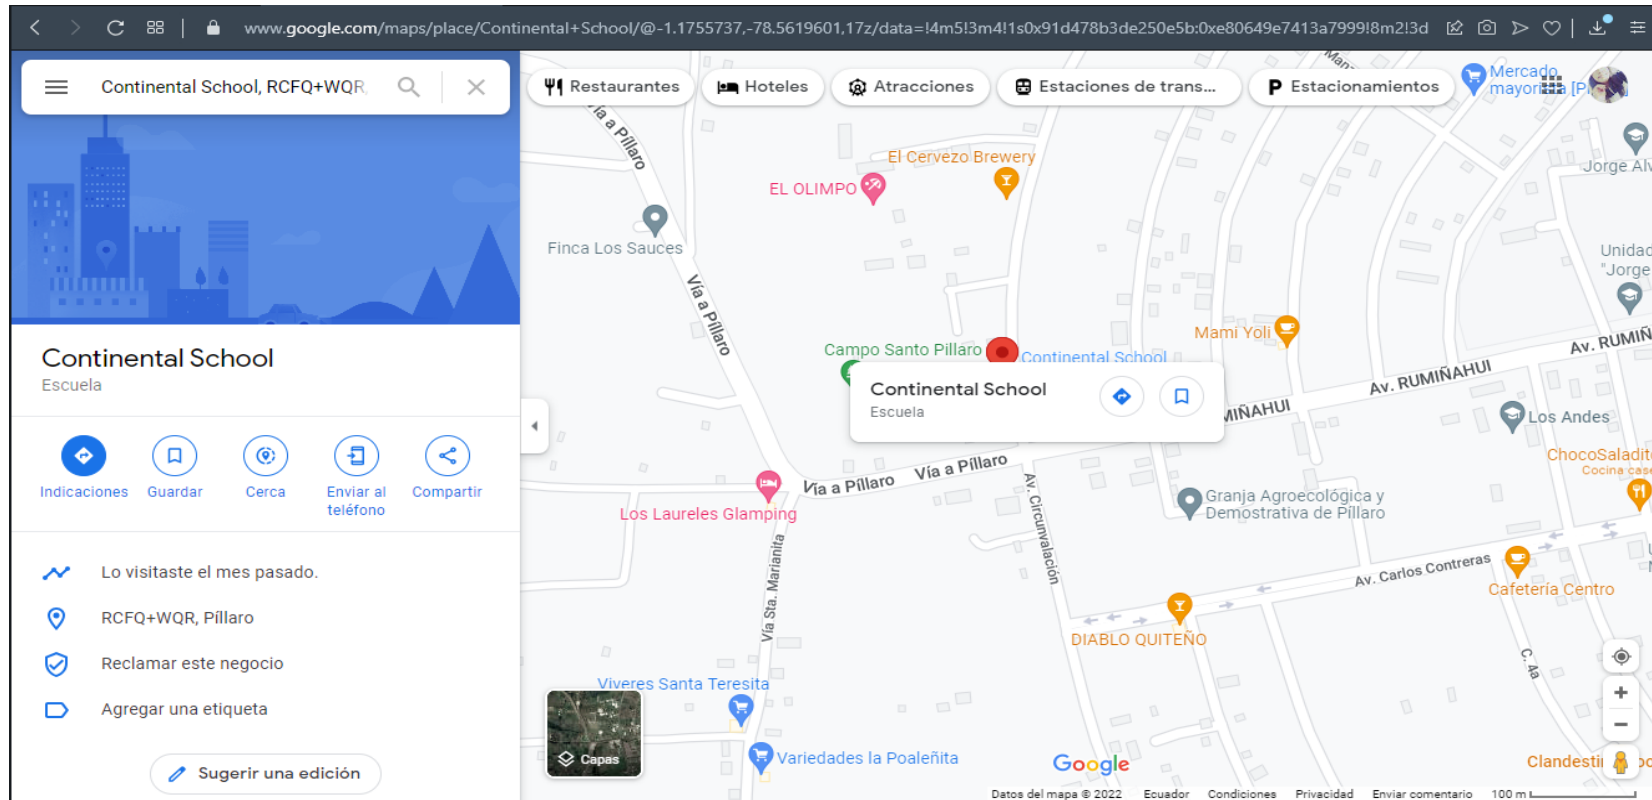 www.google.com/maps/place/Continental+School/@-1.1755737,-78.5619601,17z/data=!4m5!3m4!1s0x91d478b3de250e5b:0xe80649e7413a7999!8m2!3d
Continental School, RCFQ+WQR,
Restaurantes
Hoteles
Atracciones
Estaciones de trans...
Estacionamientos
Mercado
Vía a Píllaro
El Cervezo Brewery
EL OLIMPO
Jorge
Finca Los Sauces
"Jorge
Vía a Píllaro
Mami Yoli
Campo Santo Pillaro
Continental School
Continental School
Escuela
Av. RUMIÑAHUI
Los Andes
Vía a Píllaro
Vía a Píllaro
Los Laureles Glamping
Av. Circunvalación
Granja Agroecológica y
Demostrativa de Píllaro
Av. Carlos Contreras
Cafetería Centro
Vía Sta. Marianita
DIABLO QUITEÑO
C. 4a
Viveres Santa Teresita
Variedades la Poaleñita
Capas
Google
Datos del mapa © 2022
Ecuador
Condiciones
Privacidad
Enviar comentario
100 m
Continental School
Escuela
Indicaciones
Guardar
Cerca
Enviar al
teléfono
Compartir
Lo visitaste el mes pasado.
RCFQ+WQR, Píllaro
Reclamar este negocio
Agregar una etiqueta
Sugerir una edición